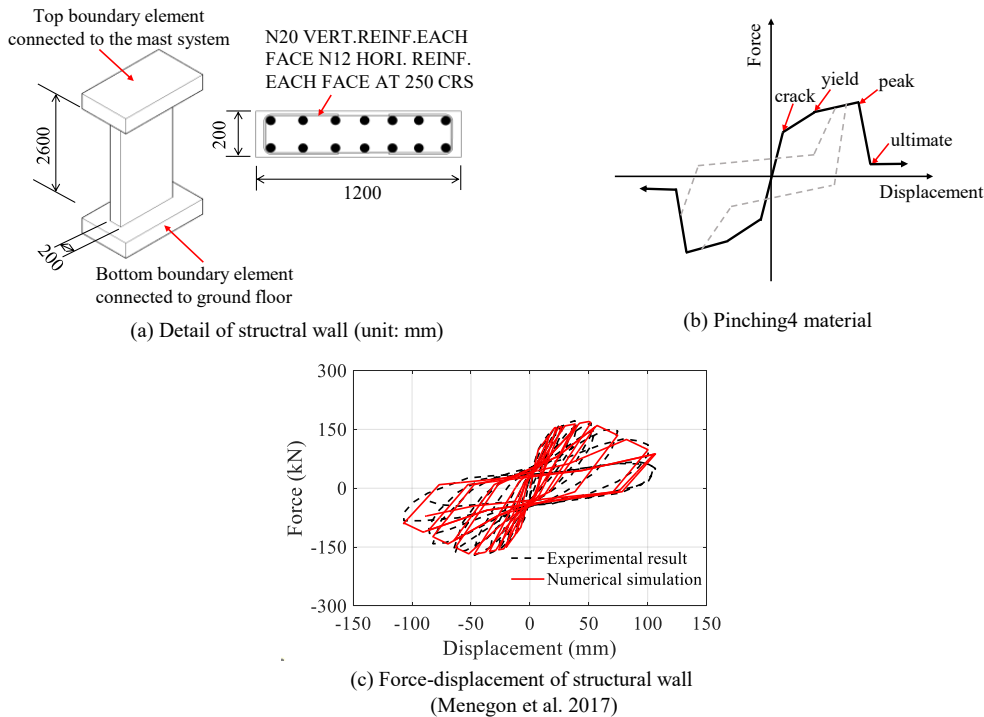 Top boundary element
connected to the mast system
2600
200
Bottom boundary element
connected to ground floor
N20 VERT.REINF.EACH
FACE N12 HORI. REINF.
EACH FACE AT 250 CRS
200
1200
(a) Detail of structral wall (unit: mm)
Force
crack
yield
peak
ultimate
Displacement
(b) Pinching4 material
300
150
0
-150
-300
Force (kN)
Experimental result
Numerical simulation
-150 -100 -50 0 50 100 150
Displacement (mm)
(c) Force-displacement of structural wall
(Menegon et al. 2017)